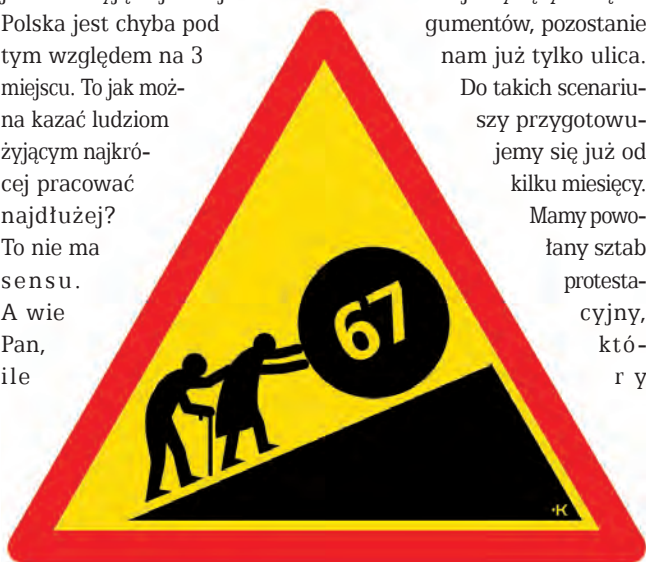 Polska jest chyba pod
tym względem na 3
miejscu. To jak moż-
na kazać ludziom
żyjącym najkró-
cej pracować
najdłużej?
To nie ma
sensu.
A wie
Pan,
ile
gumentów, pozostanie
nam już tylko ulica.
Do takich scenariu-
szy przygotowu-
jemy się już od
kilku miesięcy.
Mamy powo-
łany sztab
protesta-
cyjny,
któ-
ry
67
K